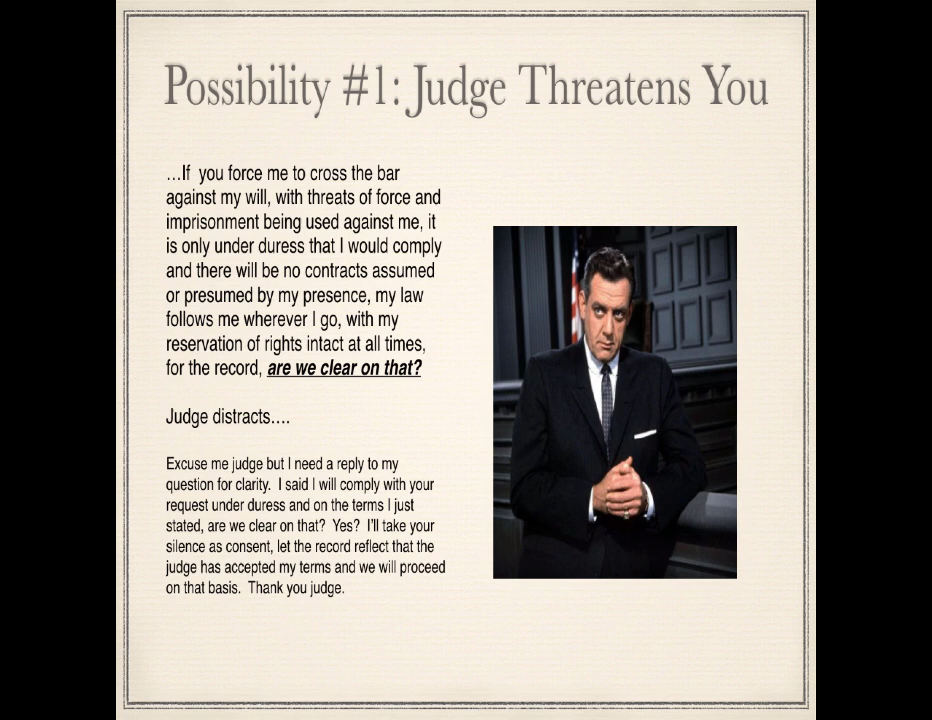 Possibility #1: Judge Threatens You
…If  you force me to cross the bar
against my will, with threats of force and
imprisonment being used against me, it
is only under duress that I would comply
and there will be no contracts assumed
or presumed by my presence, my law
follows me wherever I go, with my
reservation of rights intact at all times,
for the record, are we clear on that?
Judge distracts….
Excuse me judge but I need a reply to my
question for clarity.  I said I will comply with your
request under duress and on the terms I just
stated, are we clear on that?  Yes?  I'll take your
silence as consent, let the record reflect that the
judge has accepted my terms and we will proceed
on that basis.  Thank you judge.